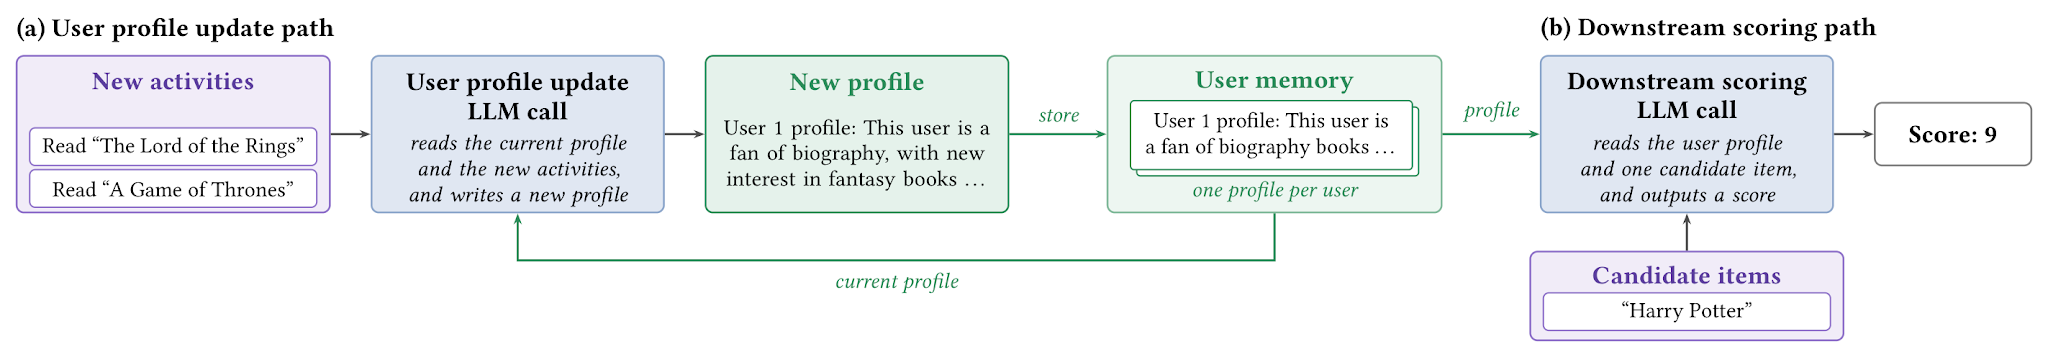 (a) User profile update path
New activities
Read “The Lord of the Rings”
Read “A Game of Thrones”
User profile update
LLM call
reads the current profile
and the new activities,
and writes a new profile
New profile
User 1 profile: This user is a
fan of biography, with new
interest in fantasy books …
store
User memory
User 1 profile: This user is
a fan of biography books …
one profile per user
current profile
profile
(b) Downstream scoring path
Downstream scoring
LLM call
reads the user profile
and one candidate item,
and outputs a score
Score: 9
Candidate items
“Harry Potter”